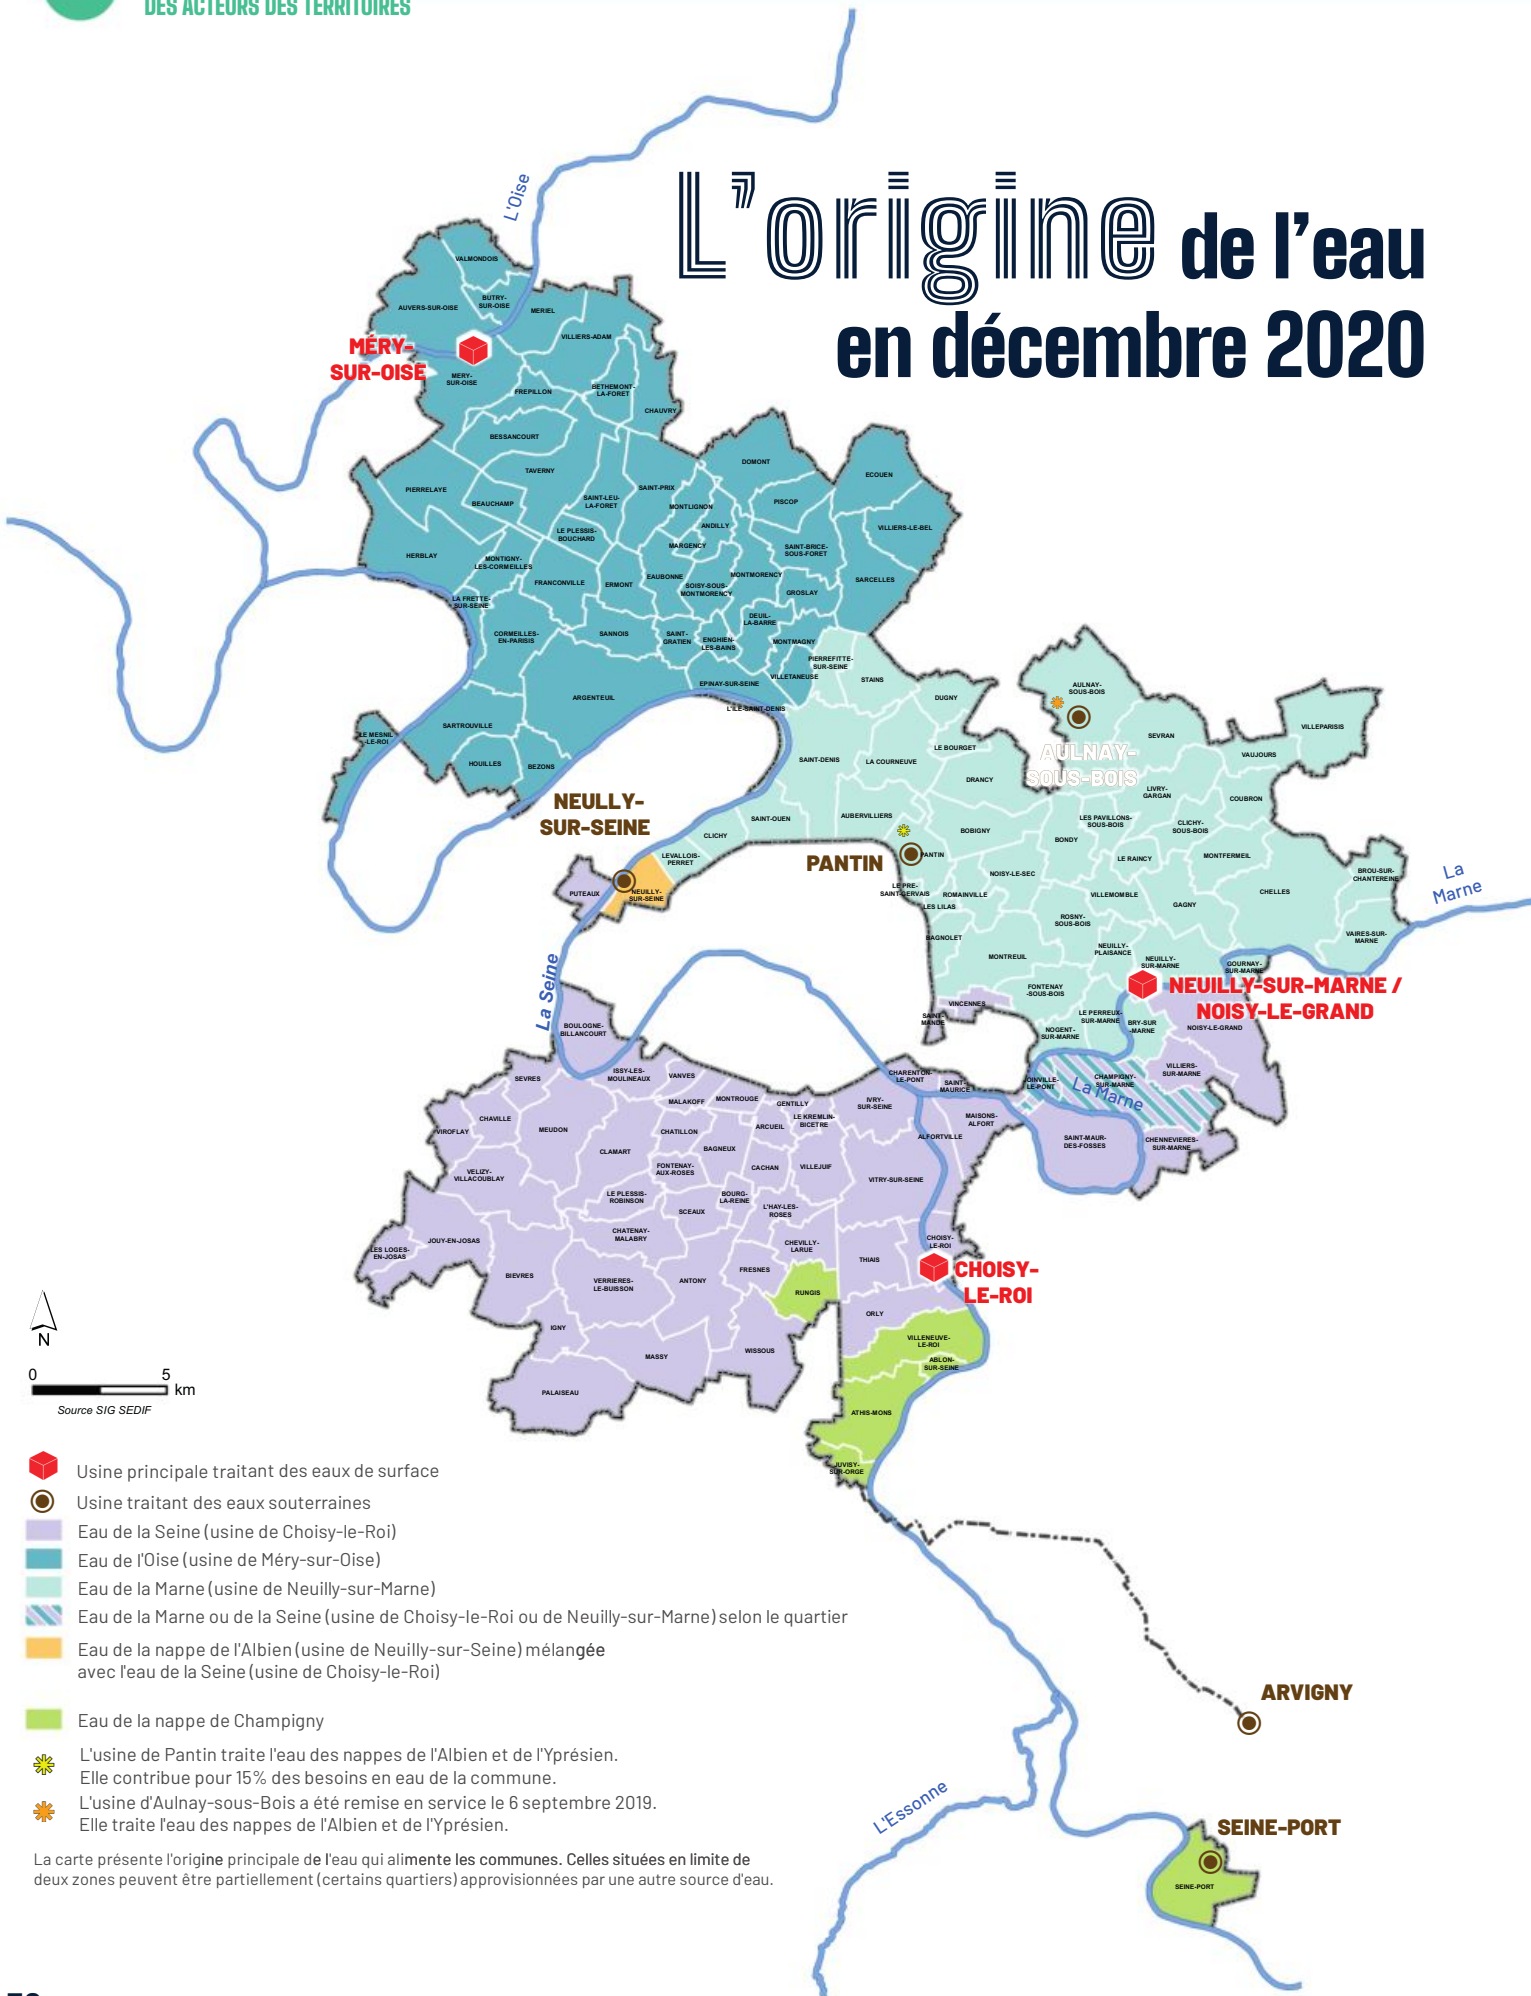 DES ACTEURS DES TERRITOIRES
L'origine de l'eau
en décembre 2020
L'Oise
VALMONDOIS
AUVERS-SUR-OISE
BUTRY-
SUR-OISE
MERIEL
VILLIERS-ADAM
MÉRY-
SUR-OISE
MERY-
SUR-OISE
FREPILLON
BETHEMONT-
LA-FORET
CHAUVRY
BESSANCOURT
TAVERNY
PIERRELAYE
BEAUCHAMP
SAINT-LEU-
LA-FORET
SAINT-PRIX
MONTLIGNON
DOMONT
PISCOP
ECOUEN
VILLIERS-LE-BEL
ANDILLY
LE PLESSIS-
BOUCHARD
MARGENCY
SAINT-BRICE-
SOUS-FORET
HERBLAY
MONTIGNY-
LES-CORMEILLES
FRANCONVILLE
ERMONT
EAUBONNE
SOISY-SOUS-
MONTMORENCY
MONTMORENCY
GROSLAY
SARCELLES
LA FRETTE-
SUR-SEINE
CORMEILLES-
EN-PARISIS
SANNOIS
SAINT-
GRATIEN
ENGHIEN-
LES-BAINS
DEUIL-
LA-BARRE
MONTMAGNY
PIERREFITTE-
SUR-SEINE
VILLETANEUSE
STAINS
EPINAY-SUR-SEINE
L'ILE-SAINT-DENIS
ARGENTEUIL
SARTROUVILLE
LE MESNIL
-LE-ROI
HOUILLES
BEZONS
DUGNY
AULNAY-
SOUS-BOIS
VILLEPARISIS
SEVRAN
VAUJOURS
AULNAY-
SOUS-BOIS
LE BOURGET
SAINT-DENIS
LA COURNEUVE
DRANCY
LIVRY-
GARGAN
COUBRON
NEULLY-
SUR-SEINE
SAINT-OUEN
AUBERVILLIERS
CLICHY
BOBIGNY
LES PAVILLONS-
SOUS-BOIS
CLICHY-
SOUS-BOIS
BONDY
LEVALLOIS-
PERRET
PANTIN
PANTIN
LE RAINCY
MONTFERMEIL
NOISY-LE-SEC
BROU-SUR-
CHANTEREINE
La
Marne
PUTEAUX
NEUILLY-
SUR-SEINE
LE PRE-
SAINT-GERVAIS
ROMAINVILLE
VILLEMOMBLE
CHELLES
LES LILAS
GAGNY
ROSNY-
SOUS-BOIS
BAGNOLET
VAIRES-SUR-
MARNE
MONTREUIL
NEUILLY-
PLAISANCE
NEUILLY-
SUR-MARNE
GOURNAY-
SUR-MARNE
NEUILLY-SUR-MARNE /
NOISY-LE-GRAND
FONTENAY
-SOUS-BOIS
VINCENNES
SAINT-
MANDE
LE PERREUX-
SUR-MARNE
BRY-SUR
-MARNE
NOISY-LE-GRAND
NOGENT-
SUR-MARNE
La Seine
BOULOGNE-
BILLANCOURT
VILLIERS-
SUR-MARNE
SEVRES
ISSY-LES-
MOULINEAUX
VANVES
CHARENTON-
LE-PONT
SAINT-
MAURICE
JOINVILLE-
LE-PONT
CHAMPIGNY-
SUR-MARNE
La Marne
MALAKOFF
MONTROUGE
GENTILLY
IVRY-
SUR-SEINE
CHAVILLE
LE KREMLIN-
BICETRE
MAISONS-
ALFORT
VIROFLAY
MEUDON
CHATILLON
ARCUEIL
ALFORTVILLE
SAINT-MAUR-
DES-FOSSES
CHENNEVIERES-
SUR-MARNE
CLAMART
BAGNEUX
VELIZY-
VILLACOUBLAY
FONTENAY-
AUX-ROSES
CACHAN
VILLEJUIF
VITRY-SUR-SEINE
LE PLESSIS-
ROBINSON
BOURG-
LA-REINE
SCEAUX
L'HAY-LES-
ROSES
CHATENAY-
MALABRY
JOUY-EN-JOSAS
LES LOGES-
EN-JOSAS
CHEVILLY-
LARUE
CHOISY-
LE-ROI
THIAIS
CHOISY-
LE-ROI
BIEVRES
VERRIERES-
LE-BUISSON
ANTONY
FRESNES
RUNGIS
ORLY
IGNY
MASSY
WISSOUS
VILLENEUVE-
LE-ROI
ABLON-
SUR-SEINE
PALAISEAU
ATHIS-MONS
JUVISY-
SUR-ORGE
N
0 5
km
Source SIG SEDIF
Usine principale traitant des eaux de surface
Usine traitant des eaux souterraines
Eau de la Seine (usine de Choisy-le-Roi)
Eau de l'Oise (usine de Méry-sur-Oise)
Eau de la Marne (usine de Neuilly-sur-Marne)
Eau de la Marne ou de la Seine (usine de Choisy-le-Roi ou de Neuilly-sur-Marne) selon le quartier
Eau de la nappe de l'Albien (usine de Neuilly-sur-Seine) mélangée
avec l'eau de la Seine (usine de Choisy-le-Roi)
Eau de la nappe de Champigny
L'usine de Pantin traite l'eau des nappes de l'Albien et de l'Yprésien.
Elle contribue pour 15% des besoins en eau de la commune.
L'usine d'Aulnay-sous-Bois a été remise en service le 6 septembre 2019.
Elle traite l'eau des nappes de l'Albien et de l'Yprésien.
La carte présente l'origine principale de l'eau qui alimente les communes. Celles situées en limite de
deux zones peuvent être partiellement (certains quartiers) approvisionnées par une autre source d'eau.
ARVIGNY
L'Essonne
SEINE-PORT
SEINE-PORT